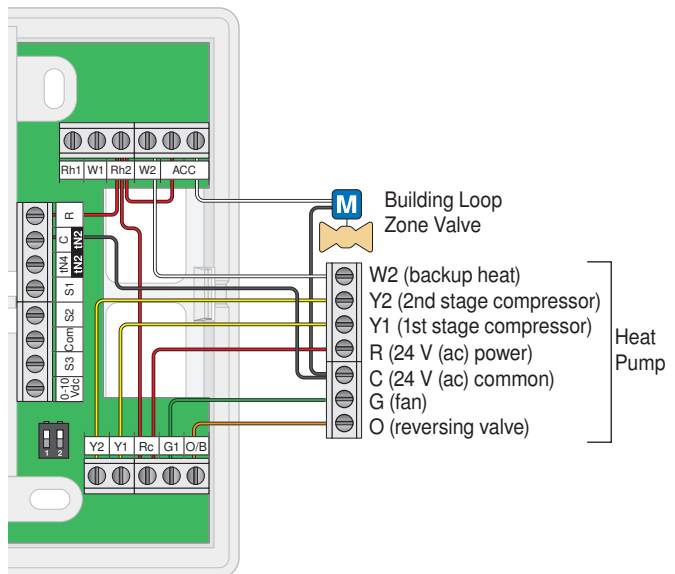 Rh1 W1 Rh2 W2 ACC
M
Building Loop
Zone Valve
R
C tN2
tN4 tN2
S1
S2
Com
S3
0-10
Vdc
1 2
Y2 Y1 Rc G1 O/B
W2 (backup heat)
Y2 (2nd stage compressor)
Y1 (1st stage compressor)
R (24 V (ac) power)
C (24 V (ac) common)
G (fan)
O (reversing valve)
Heat
Pump